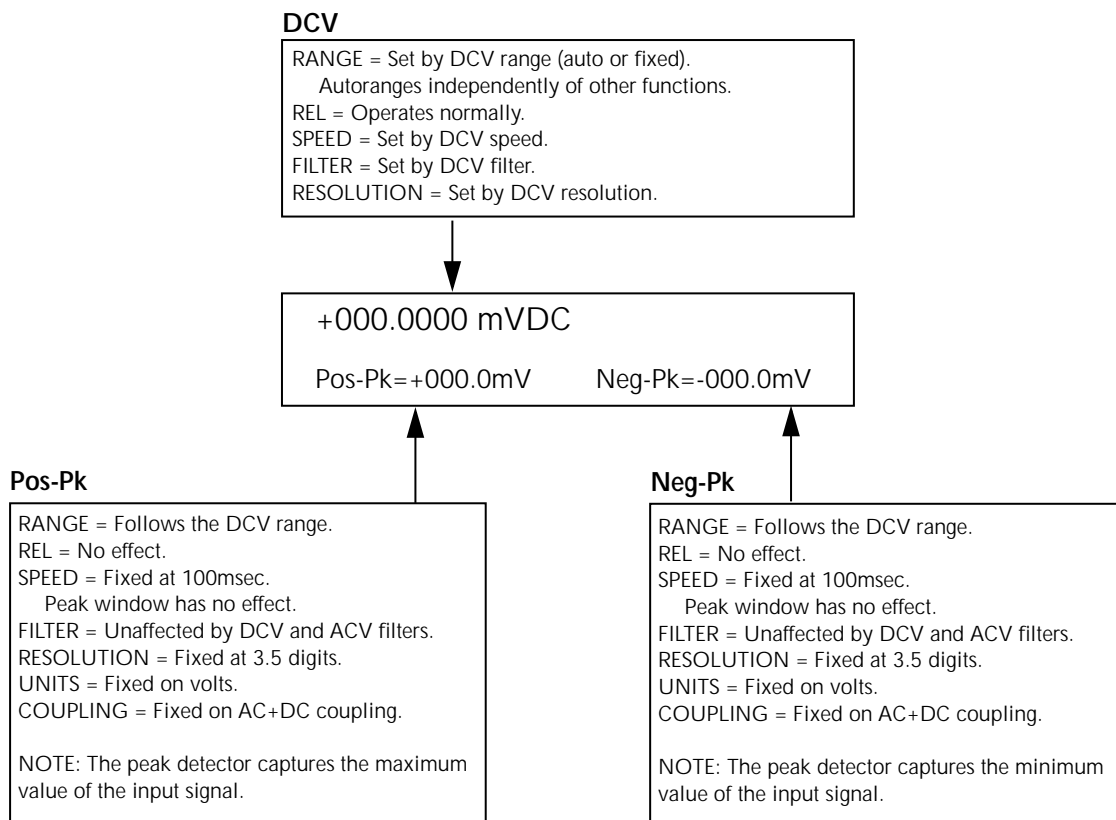 DCV
RANGE = Set by DCV range (auto or fixed).
Autoranges independently of other functions.
REL = Operates normally.
SPEED = Set by DCV speed.
FILTER = Set by DCV filter.
RESOLUTION = Set by DCV resolution.
+000.0000 mVDC
Pos-Pk=+000.0mV Neg-Pk=-000.0mV
Pos-Pk
RANGE = Follows the DCV range.
REL = No effect.
SPEED = Fixed at 100msec.
Peak window has no effect.
FILTER = Unaffected by DCV and ACV filters.
RESOLUTION = Fixed at 3.5 digits.
UNITS = Fixed on volts.
COUPLING = Fixed on AC+DC coupling.
NOTE: The peak detector captures the maximum
value of the input signal.
Neg-Pk
RANGE = Follows the DCV range.
REL = No effect.
SPEED = Fixed at 100msec.
Peak window has no effect.
FILTER = Unaffected by DCV and ACV filters.
RESOLUTION = Fixed at 3.5 digits.
UNITS = Fixed on volts.
COUPLING = Fixed on AC+DC coupling.
NOTE: The peak detector captures the minimum
value of the input signal.